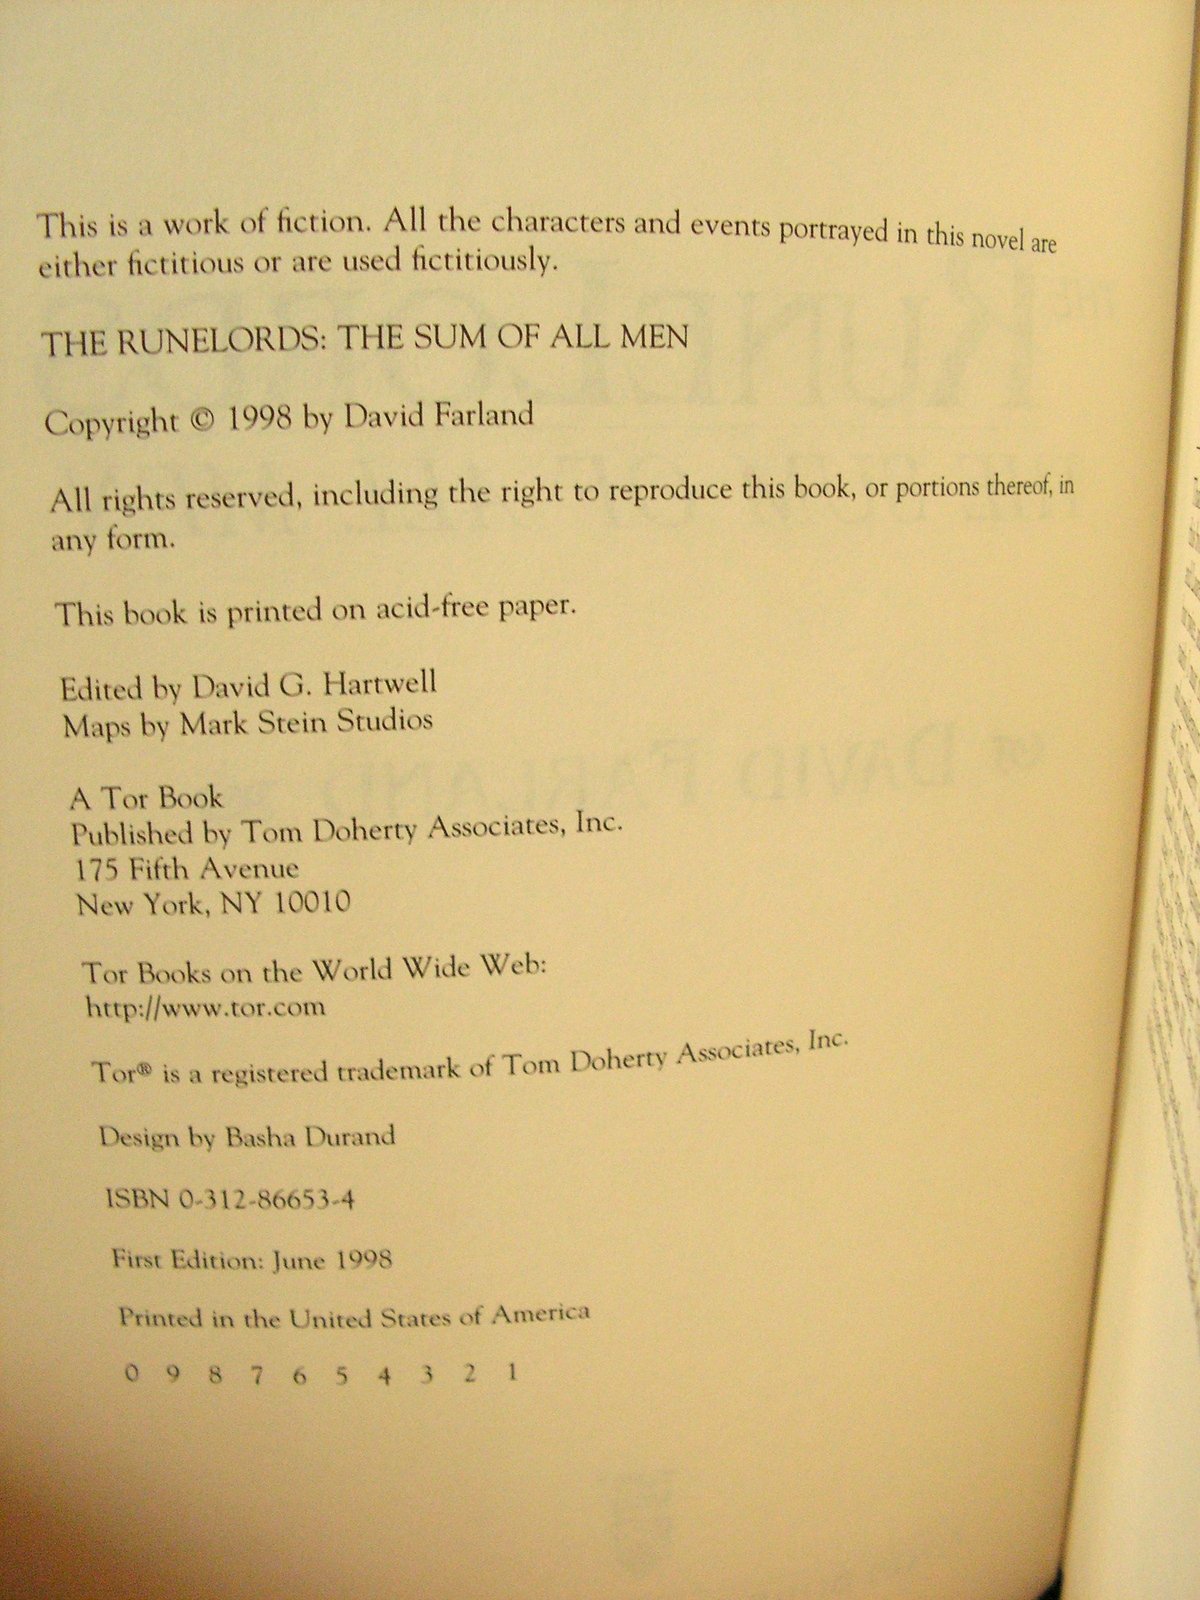 This is a work of fiction. All the characters and events portrayed in this novel are
either fictitious or are used fictitiously.
THE RUNELORDS: THE SUM OF ALL MEN
Copyright © 1998 by David Farland
All rights reserved, including the right to reproduce this book, or portions thereof, in
any form.
This book is printed on acid-free paper.
Edited by David G. Hartwell
Maps by Mark Stein Studios
A Tor Book
Published by Tom Doherty Associates, Inc.
175 Fifth Avenue
New York, NY 10010
Tor Books on the World Wide Web:
http://www.tor.com
Tor® is a registered trademark of Tom Doherty Associates, Inc.
Design by Basha Durand
ISBN 0-312-86653-4
First Edition: June 1998
Printed in the United States of America
0 9 8 7 6 5 4 3 2 1